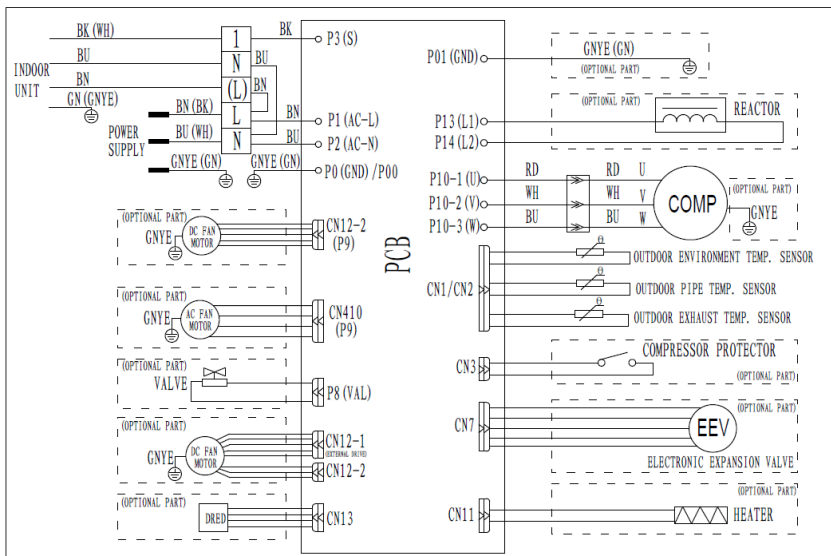 BK (WH)
BU
INDOOR
UNIT
BN
GN (GNYE)
BN (BK)
POWER
SUPPLY
BU (WH)
GNYE (GN)
1
N
(L)
L
N
BK
BU
BN
BN
BU
GNYE (GN)
P3 (S)
P1 (AC-L)
P2 (AC-N)
P0 (GND) /P00
(OPTIONAL PART)
GNYE
DC FAN
MOTOR
CN12-2
(P9)
(OPTIONAL PART)
GNYE
AC FAN
MOTOR
CN410
(P9)
(OPTIONAL PART)
VALVE
P8 (VAL)
(OPTIONAL PART)
GNYE
DC FAN
MOTOR
CN12-1
(EXTERNAL DRIVE)
CN12-2
(OPTIONAL PART)
DRED
CN13
PCB
P01 (GND)
GNYE (GN)
(OPTIONAL PART)
(OPTIONAL PART)
REACTOR
P13 (L1)
P14 (L2)
P10-1 (U)
RD
RD
U
P10-2 (V)
WH
WH
V
P10-3 (W)
BU
BU
W
COMP
(OPTIONAL PART)
GNYE
CN1/CN2
θ
OUTDOOR ENVIRONMENT TEMP. SENSOR
θ
OUTDOOR PIPE TEMP. SENSOR
θ
OUTDOOR EXHAUST TEMP. SENSOR
CN3
COMPRESSOR PROTECTOR
(OPTIONAL PART)
CN7
(OPTIONAL PART)
EEV
ELECTRONIC EXPANSION VALVE
(OPTIONAL PART)
CN11
HEATER